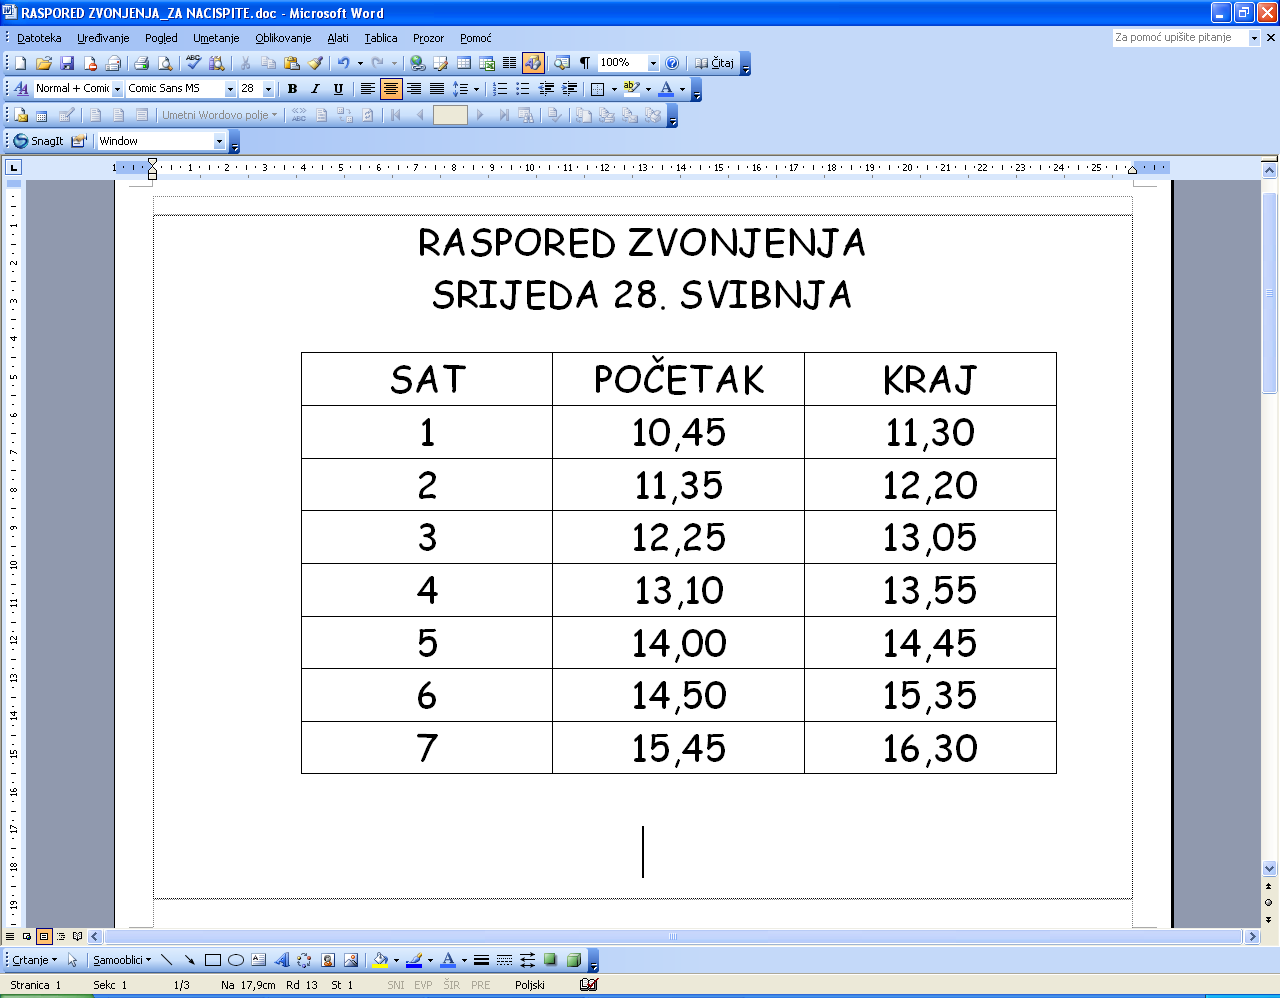 RASPORED ZVONJENJA_ZA NACISPITE.doc - Microsoft Word
Datoteka Uređivanje Pogled Umetanje Oblikovanje Alati Tablica Prozor Pomoć Za pomoć upišite pitanje
100% Čitaj
Normal + Comic Comic Sans MS 28 B I U
Umetni Wordovo polje
SnagIt Window
RASPORED ZVONJENJA
SRIJEDA 28. SVIBNJA
SAT POČETAK KRAJ
1 10,45 11,30
2 11,35 12,20
3 12,25 13,05
4 13,10 13,55
5 14,00 14,45
6 14,50 15,35
7 15,45 16,30
Crtanje Samooblici
Stranica 1 Sekc 1 1/3 Na 17,9cm Rd 13 St 1 SNI EVP ŠIR PRE Poljski